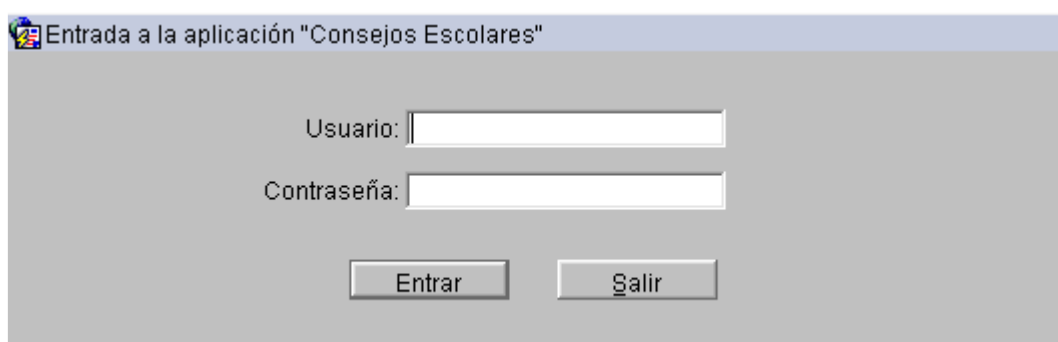 Entrada a la aplicación "Consejos Escolares"
Usuario:
Contraseña:
Entrar Salir